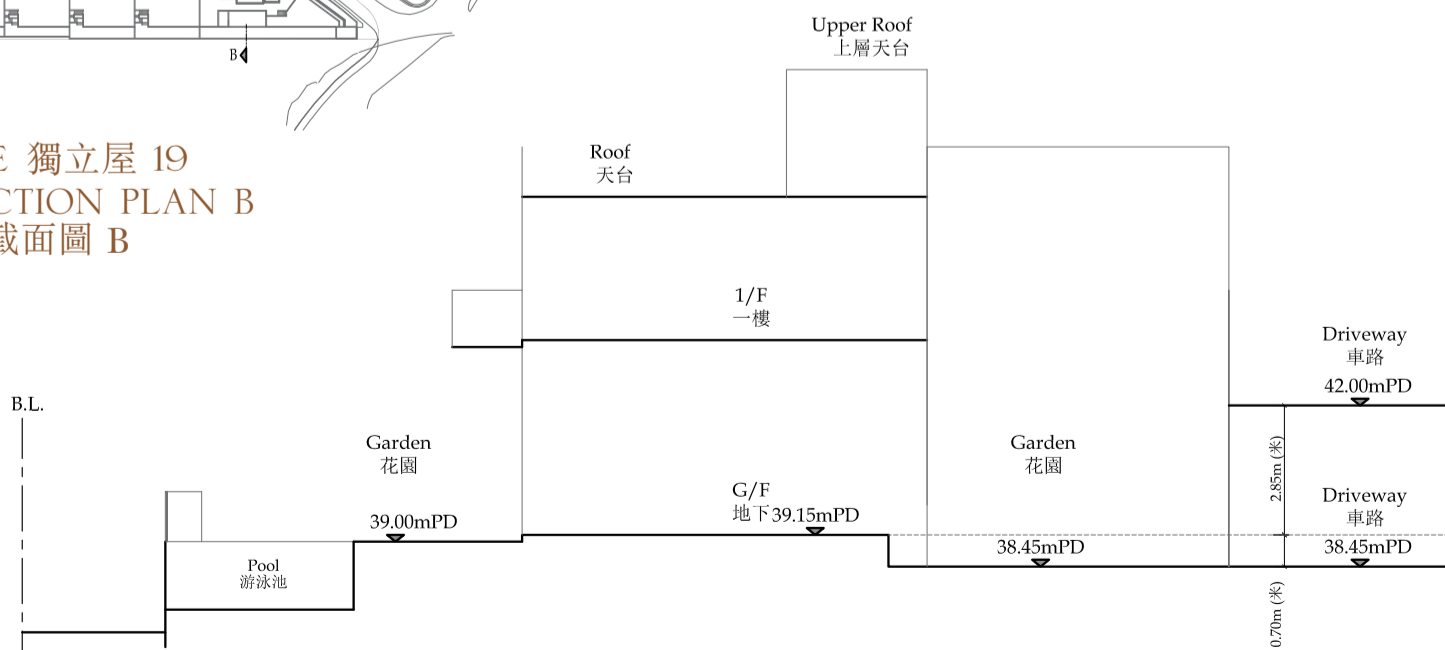 B
獨立屋 19
PLAN B
面圖 B
Upper Roof
上層天台
Roof
天台
1/F
一樓
Driveway
車路
42.00mPD
B.L.
Garden
花園
Garden
花園
2.85m (米)
G/F
地下39.15mPD
Driveway
車路
39.00mPD
38.45mPD
38.45mPD
Pool
游泳池
0.70m (米)